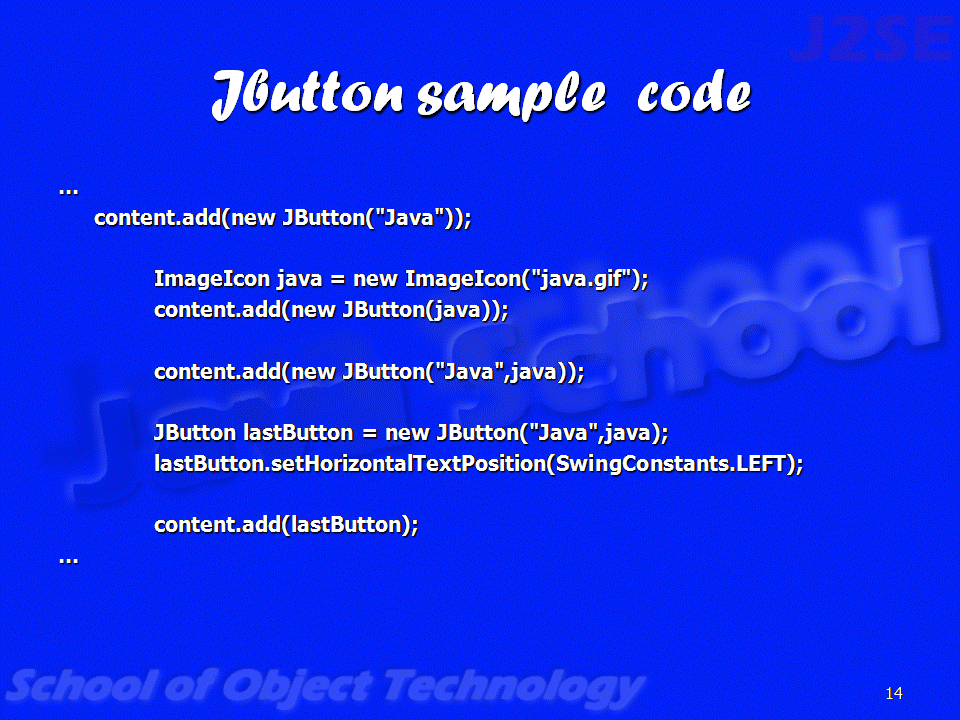 J2SE
Jbutton sample code
...
content.add(new JButton("Java"));
ImageIcon java = new ImageIcon("java.gif");
content.add(new JButton(java));
content.add(new JButton("Java",java));
JButton lastButton = new JButton("Java",java);
lastButton.setHorizontalTextPosition(SwingConstants.LEFT);
content.add(lastButton);
...
Java School
School of Object Technology
14